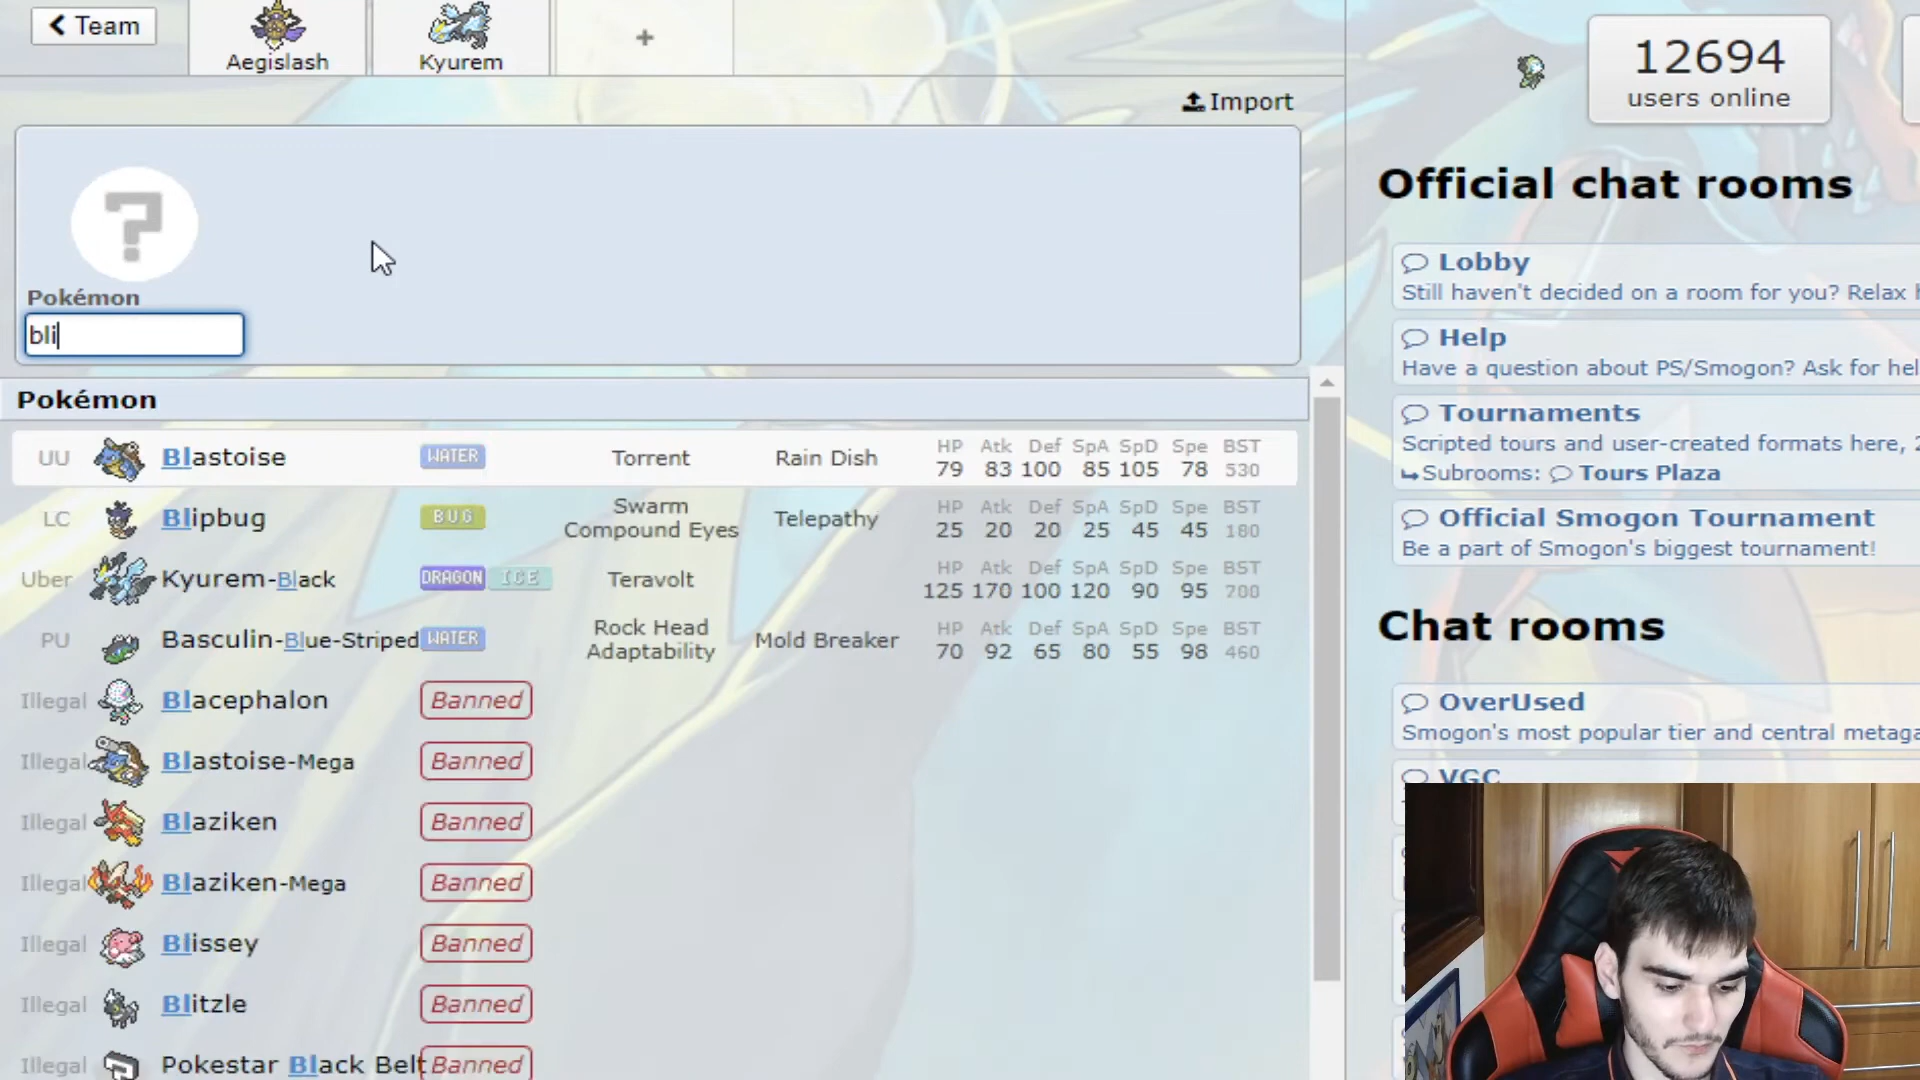 Team
Aegislash
Kyurem
+
Import
12694
users online
?
Pokémon
bli
Pokémon
UU Blastoise WATER Torrent Rain Dish HP 79 Atk 83 Def 100 SpA 85 SpD 105 Spe 78 BST 530
LC Blipbug BUG Swarm Compound Eyes Telepathy HP 25 Atk 20 Def 20 SpA 25 SpD 45 Spe 45 BST 180
Uber Kyurem-Black DRAGON ICE Teravolt HP 125 Atk 170 Def 100 SpA 120 SpD 90 Spe 95 BST 700
PU Basculin-Blue-Striped WATER Rock Head Adaptability Mold Breaker HP 70 Atk 92 Def 65 SpA 80 SpD 55 Spe 98 BST 460
Illegal Blacephalon Banned
Illegal Blastoise-Mega Banned
Illegal Blaziken Banned
Illegal Blaziken-Mega Banned
Illegal Blissey Banned
Illegal Blitzle Banned
Illegal Pokestar Black Belt Banned
Official chat rooms
Lobby
Still haven't decided on a room for you? Relax
Help
Have a question about PS/Smogon? Ask for hel
Tournaments
Scripted tours and user-created formats here,
Subrooms: Tours Plaza
Official Smogon Tournament
Be a part of Smogon's biggest tournament!
Chat rooms
OverUsed
Smogon's most popular tier and central metaga
VGC